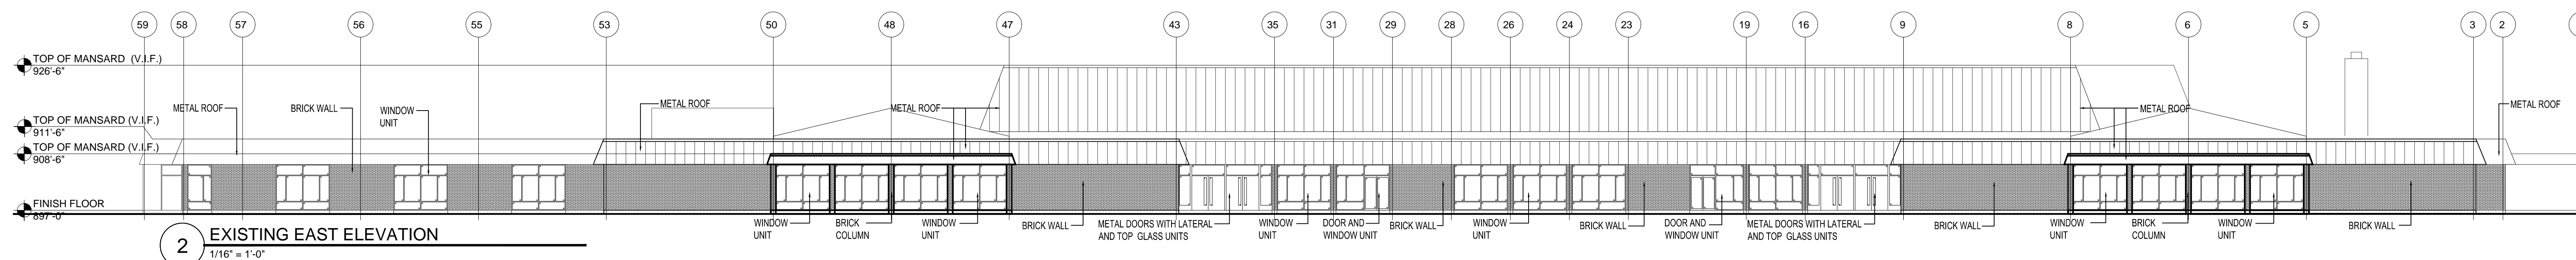 59 58 57 56 55 53 50 48 47 43 35 31 29 28 26 24 23 19 16 9 8 6 5 3 2
TOP OF MANSARD (V.I.F.)
926'-6"
METAL ROOF
BRICK WALL
WINDOW
UNIT
METAL ROOF
METAL ROOF
METAL ROOF
METAL ROOF
TOP OF MANSARD (V.I.F.)
911'-6"
TOP OF MANSARD (V.I.F.)
908'-6"
FINISH FLOOR
897'-0"
WINDOW
UNIT
BRICK
COLUMN
WINDOW
UNIT
BRICK WALL
METAL DOORS WITH LATERAL
AND TOP GLASS UNITS
WINDOW
UNIT
DOOR AND
WINDOW UNIT
BRICK WALL
WINDOW
UNIT
BRICK WALL
DOOR AND
WINDOW UNIT
METAL DOORS WITH LATERAL
AND TOP GLASS UNITS
BRICK WALL
WINDOW
UNIT
BRICK
COLUMN
WINDOW
UNIT
BRICK WALL
2
EXISTING EAST ELEVATION
1/16" = 1'-0"